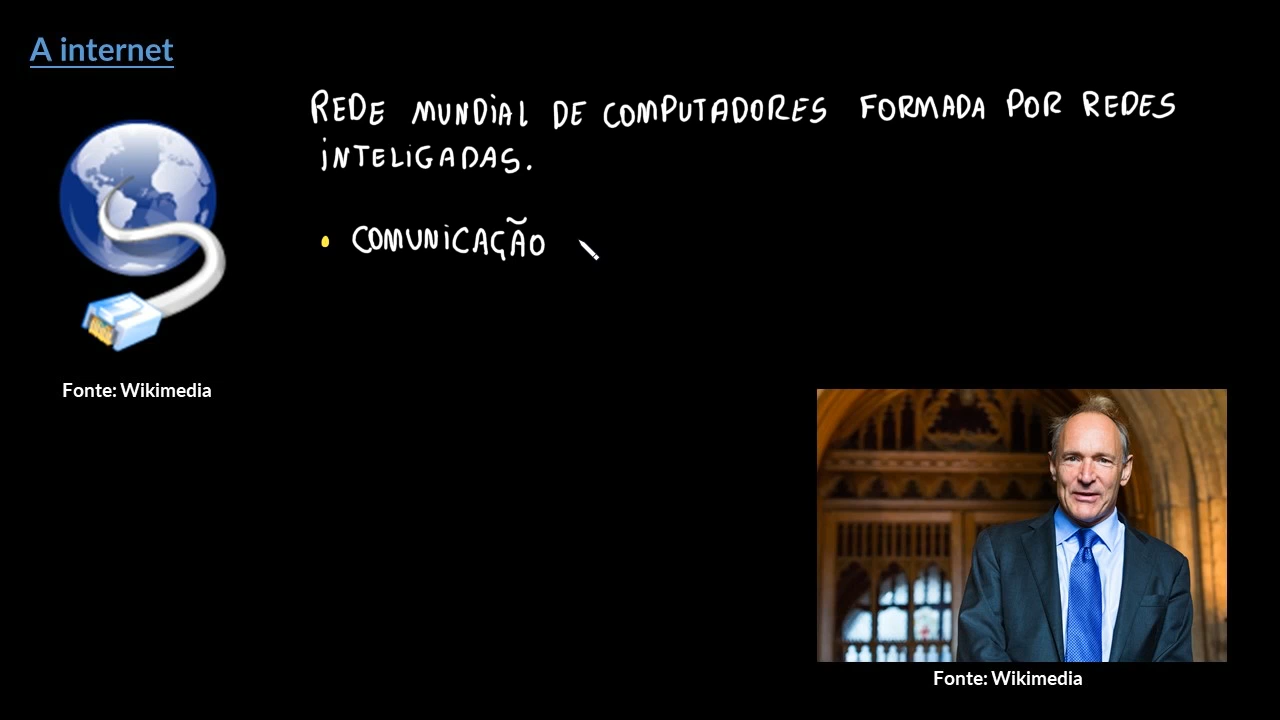 A internet
REDE MUNDIAL DE COMPUTADORES FORMADA POR REDES
INTELIGADAS.
• COMUNICAÇÃO
Fonte: Wikimedia
Fonte: Wikimedia